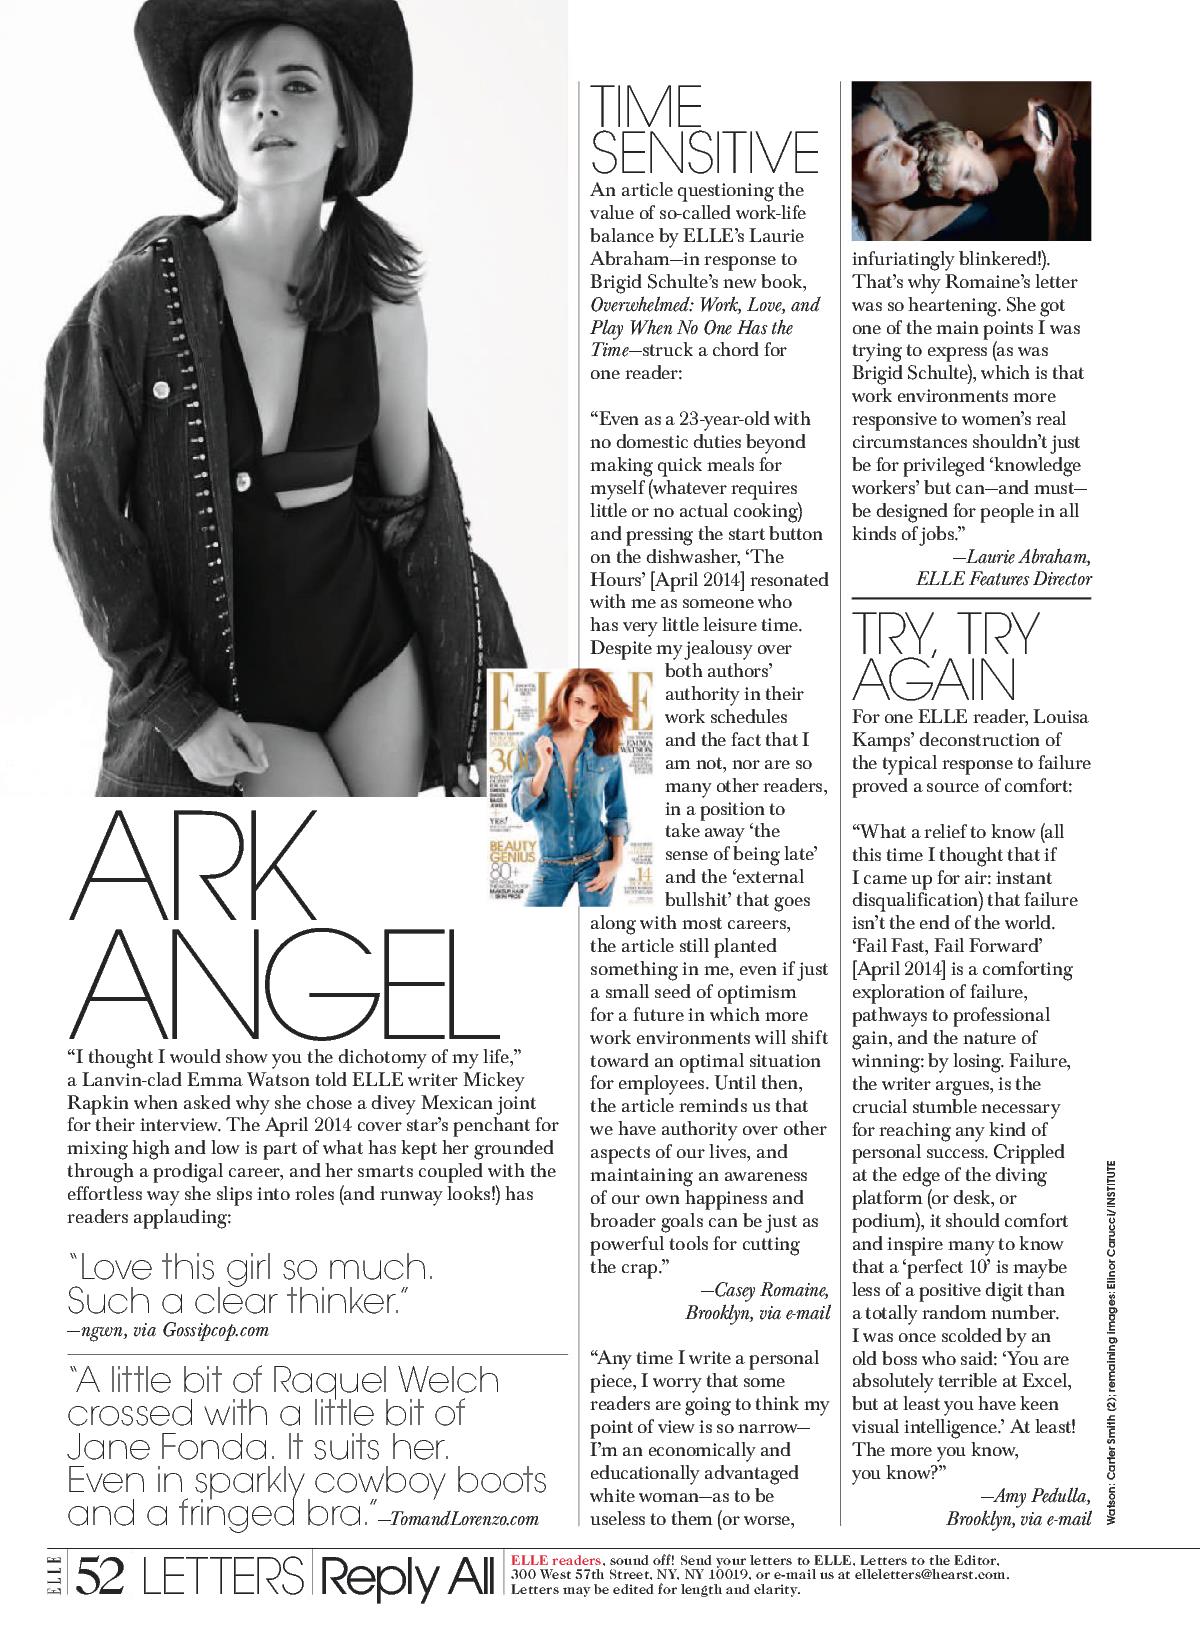 ARK
ANGEL
“I thought I would show you the dichotomy of my life,”
a Lanvin-clad Emma Watson told ELLE writer Mickey
Rapkin when asked why she chose a divey Mexican joint
for their interview. The April 2014 cover star’s penchant for
mixing high and low is part of what has kept her grounded
through a prodigal career, and her smarts coupled with the
effortless way she slips into roles (and runway looks!) has
readers applauding:
“Love this girl so much.
Such a clear thinker.”
—ngwn, via Gossipcop.com
“A little bit of Raquel Welch
crossed with a little bit of
Jane Fonda. It suits her.
Even in sparkly cowboy boots
and a fringed bra.”—TomandLorenzo.com
ELLE
300
EMMA
WATSON
YES!
BEAUTY
GENIUS
80+
14
TIME
SENSITIVE
An article questioning the
value of so-called work-life
balance by ELLE’s Laurie
Abraham—in response to
Brigid Schulte’s new book,
Overwhelmed: Work, Love, and
Play When No One Has the
Time—struck a chord for
one reader:
“Even as a 23-year-old with
no domestic duties beyond
making quick meals for
myself (whatever requires
little or no actual cooking)
and pressing the start button
on the dishwasher, ‘The
Hours’ [April 2014] resonated
with me as someone who
has very little leisure time.
Despite my jealousy over
both authors’
authority in their
work schedules
and the fact that I
am not, nor are so
many other readers,
in a position to
take away ‘the
sense of being late’
and the ‘external
bullshit’ that goes
along with most careers,
the article still planted
something in me, even if just
a small seed of optimism
for a future in which more
work environments will shift
toward an optimal situation
for employees. Until then,
the article reminds us that
we have authority over other
aspects of our lives, and
maintaining an awareness
of our own happiness and
broader goals can be just as
powerful tools for cutting
the crap.”
—Casey Romaine,
Brooklyn, via e-mail
“Any time I write a personal
piece, I worry that some
readers are going to think my
point of view is so narrow—
I’m an economically and
educationally advantaged
white woman—as to be
useless to them (or worse,
infuriatingly blinkered!).
That’s why Romaine’s letter
was so heartening. She got
one of the main points I was
trying to express (as was
Brigid Schulte), which is that
work environments more
responsive to women’s real
circumstances shouldn’t just
be for privileged ‘knowledge
workers’ but can—and must—
be designed for people in all
kinds of jobs.”
—Laurie Abraham,
ELLE Features Director
TRY, TRY
AGAIN
For one ELLE reader, Louisa
Kamps’ deconstruction of
the typical response to failure
proved a source of comfort:
“What a relief to know (all
this time I thought that if
I came up for air: instant
disqualification) that failure
isn’t the end of the world.
‘Fail Fast, Fail Forward’
[April 2014] is a comforting
exploration of failure,
pathways to professional
gain, and the nature of
winning: by losing. Failure,
the writer argues, is the
crucial stumble necessary
for reaching any kind of
personal success. Crippled
at the edge of the diving
platform (or desk, or
podium), it should comfort
and inspire many to know
that a ‘perfect 10’ is maybe
less of a positive digit than
a totally random number.
I was once scolded by an
old boss who said: ‘You are
absolutely terrible at Excel,
but at least you have keen
visual intelligence.’ At least!
The more you know,
you know?”
—Amy Pedulla,
Brooklyn, via e-mail
Watson: Carter Smith (2); remaining images: Elinor Carucci/INSTITUTE
ELLE 52 LETTERS Reply All
ELLE readers, sound off! Send your letters to ELLE, Letters to the Editor,
300 West 57th Street, NY, NY 10019, or e-mail us at elleletters@hearst.com.
Letters may be edited for length and clarity.